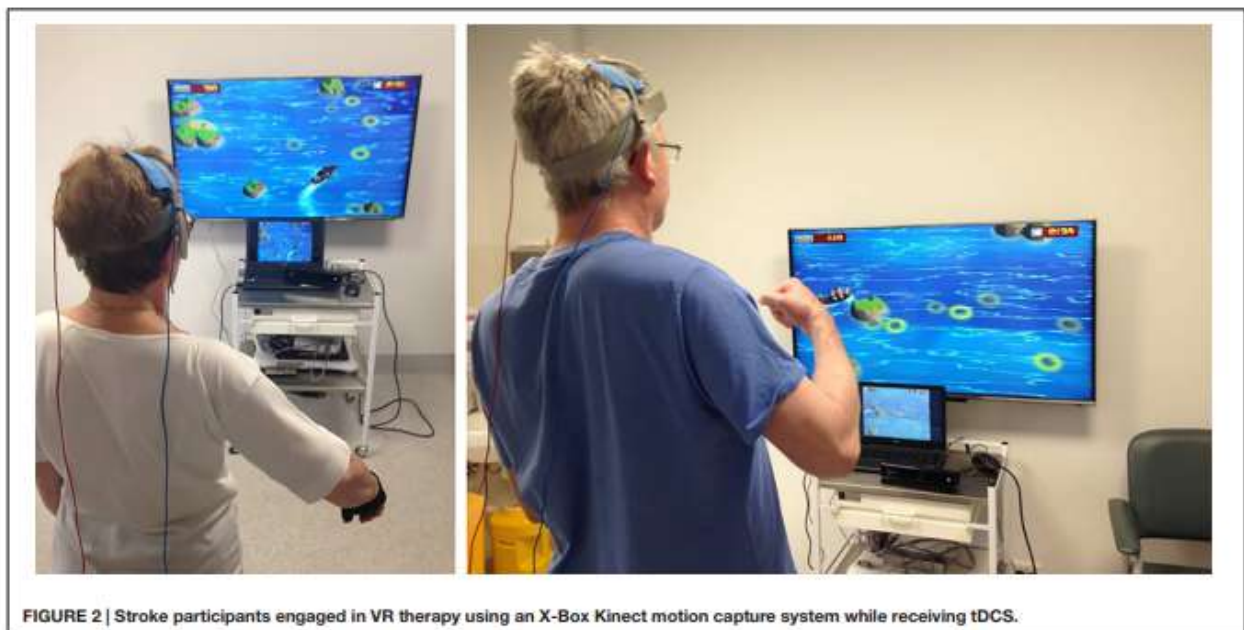 FIGURE 2 | Stroke participants engaged in VR therapy using an X-Box Kinect motion capture system while receiving tDCS.